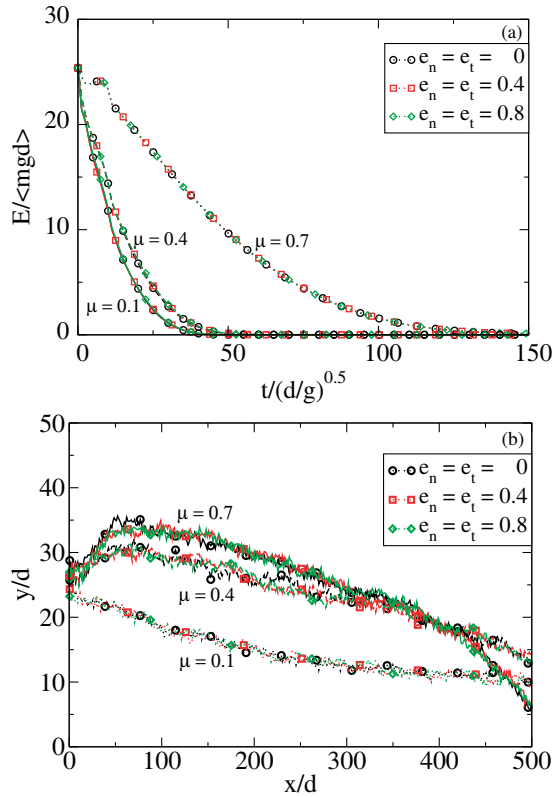 (a)
e_n = e_t = 0
e_n = e_t = 0.4
e_n = e_t = 0.8
E/<mgd>
30
20
10
0
μ = 0.7
μ = 0.4
μ = 0.1
0 50 100 150
t/(d/g)^0.5
(b)
e_n = e_t = 0
e_n = e_t = 0.4
e_n = e_t = 0.8
y/d
50
40
30
20
10
0
μ = 0.7
μ = 0.4
μ = 0.1
0 100 200 300 400 500
x/d